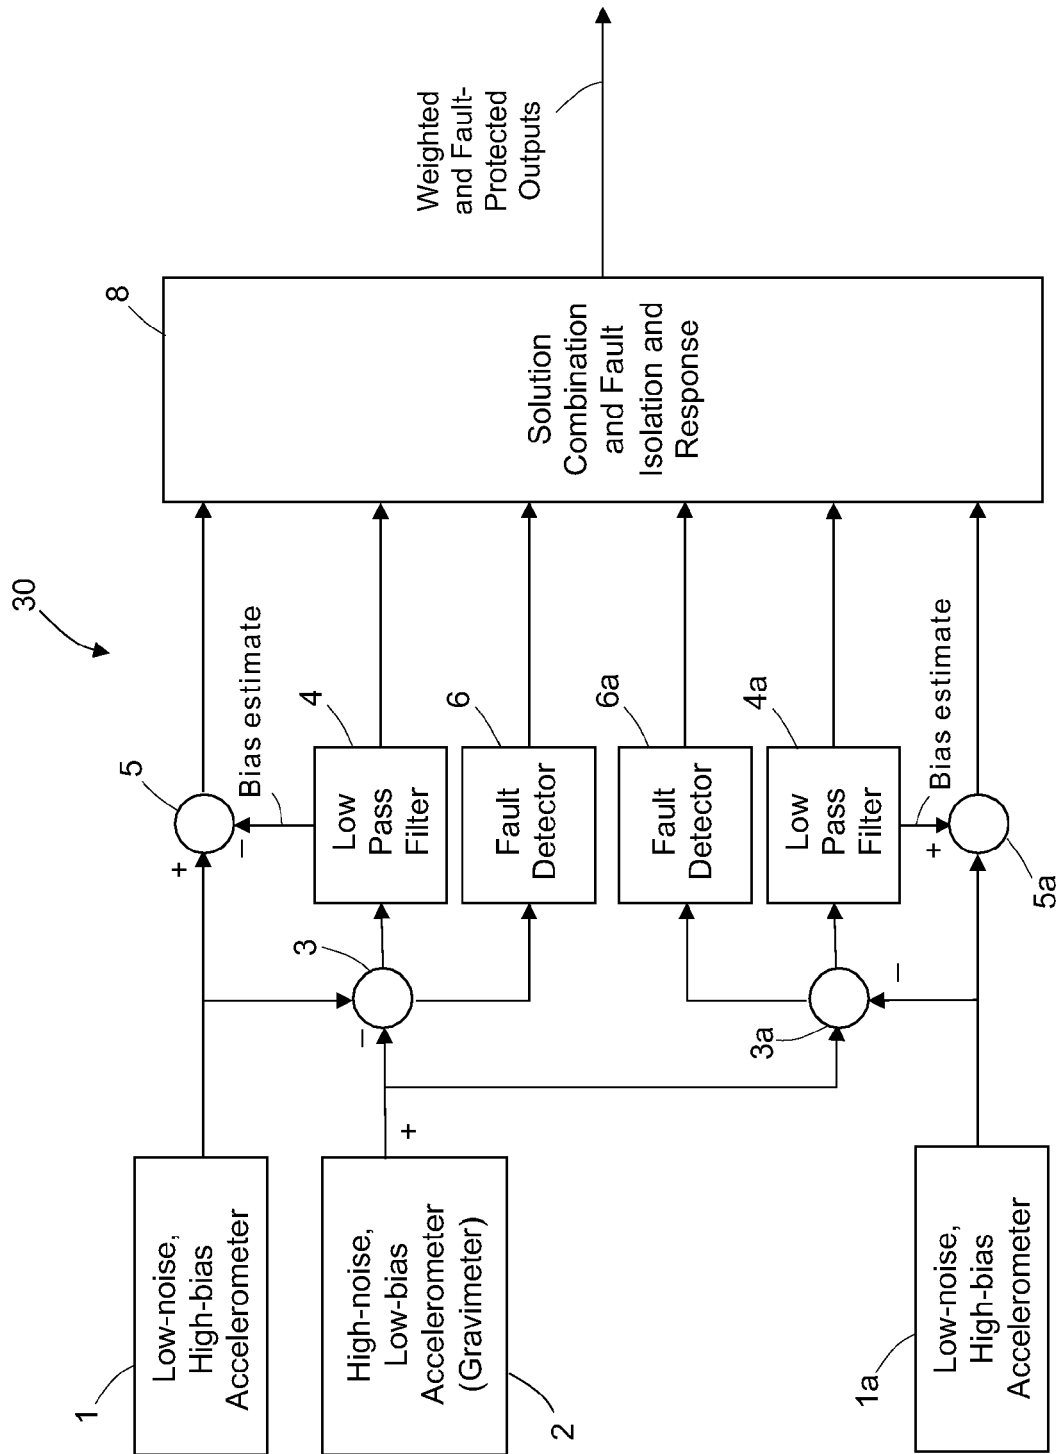 30
1
Low-noise,
High-bias
Accelerometer
2
High-noise,
Low-bias
Accelerometer
(Gravimeter)
1a
Low-noise,
High-bias
Accelerometer
+
–
3
–
3a
+
–
5
Bias estimate
4
Low
Pass
Filter
6
Fault
Detector
6a
Fault
Detector
4a
Low
Pass
Filter
Bias estimate
+
5a
8
Solution
Combination
and Fault
Isolation and
Response
Weighted
and Fault-
Protected
Outputs